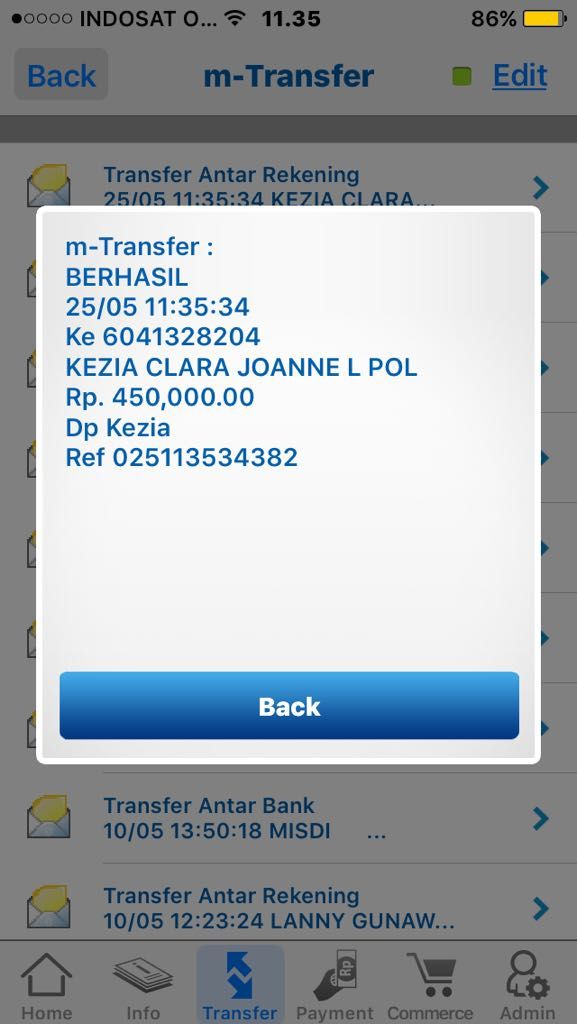 INDOSAT O... 11.35 86%
Back m-Transfer Edit
Transfer Antar Rekening
25/05 11:35:34 KEZIA CLARA...
m-Transfer :
BERHASIL
25/05 11:35:34
Ke 6041328204
KEZIA CLARA JOANNE L POL
Rp. 450,000.00
Dp Kezia
Ref 025113534382
Back
Transfer Antar Bank
10/05 13:50:18 MISDI ...
Transfer Antar Rekening
10/05 12:23:24 LANNY GUNAW...
Rp
Home Info Transfer Payment Commerce Admin